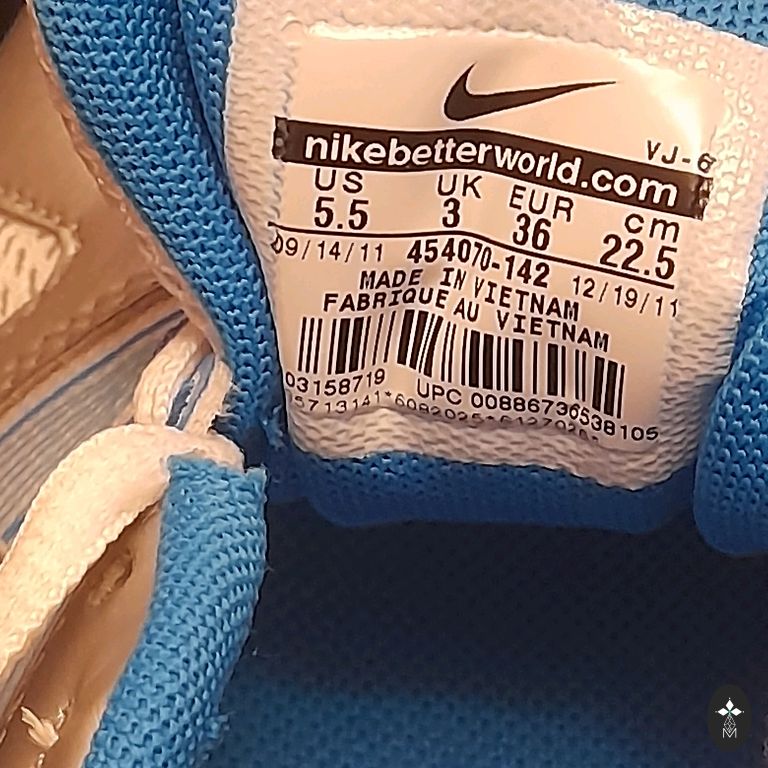 VJ-6
nikebetterworld.com
US UK EUR cm
5.5 3 36 22.5
09/14/11 454070-142 12/19/11
MADE IN VIETNAM
FABRIQUE AU VIETNAM
03158719 UPC 00886736538105
M